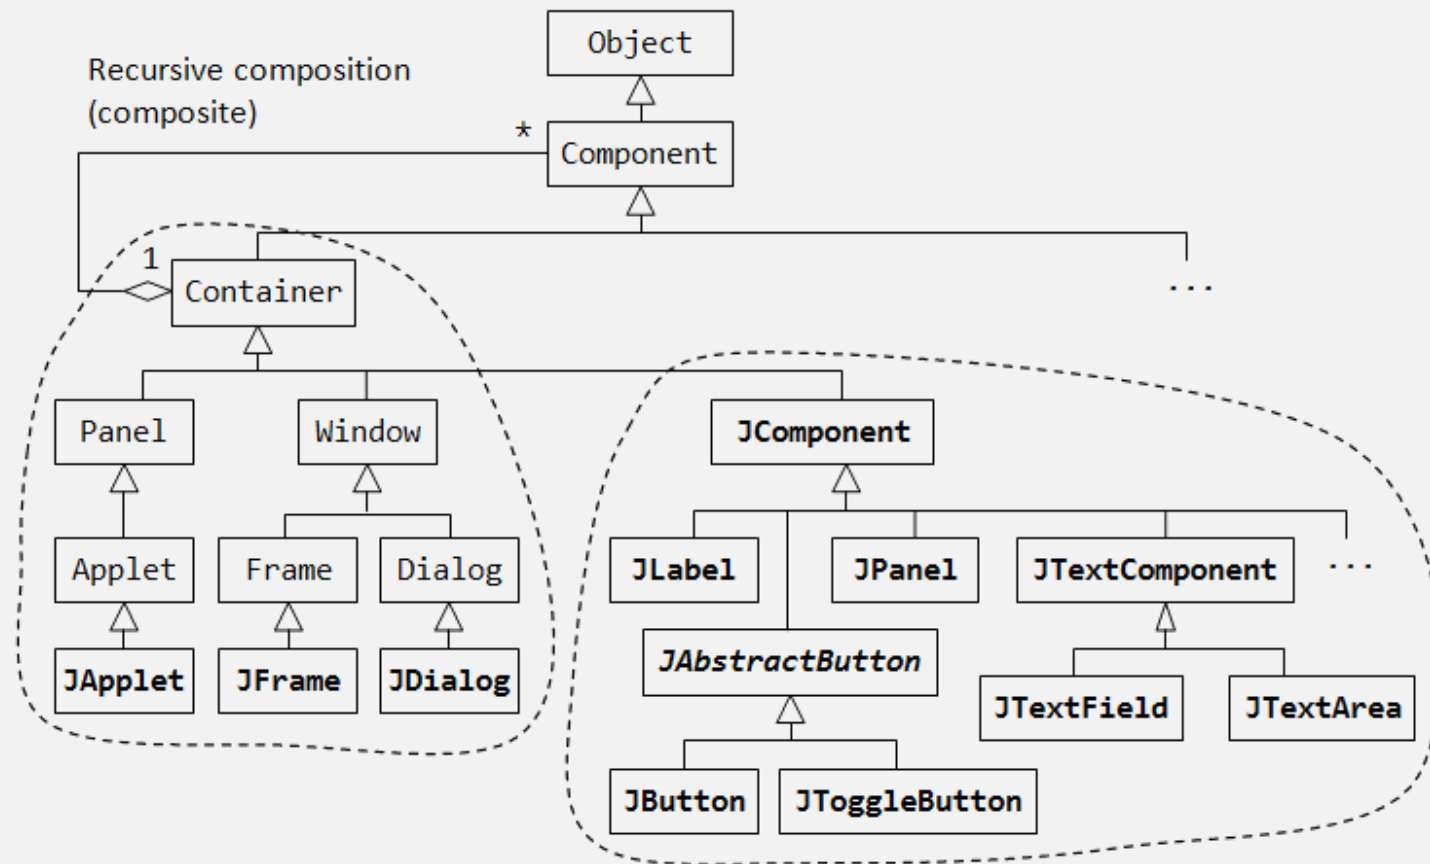 Object
Recursive composition
(composite)
*
Component
1
Container
...
Panel
Window
JComponent
Applet
Frame
Dialog
JLabel
JPanel
JTextComponent
...
JApplet
JFrame
JDialog
JAbstractButton
JTextField
JTextArea
JButton
JToggleButton